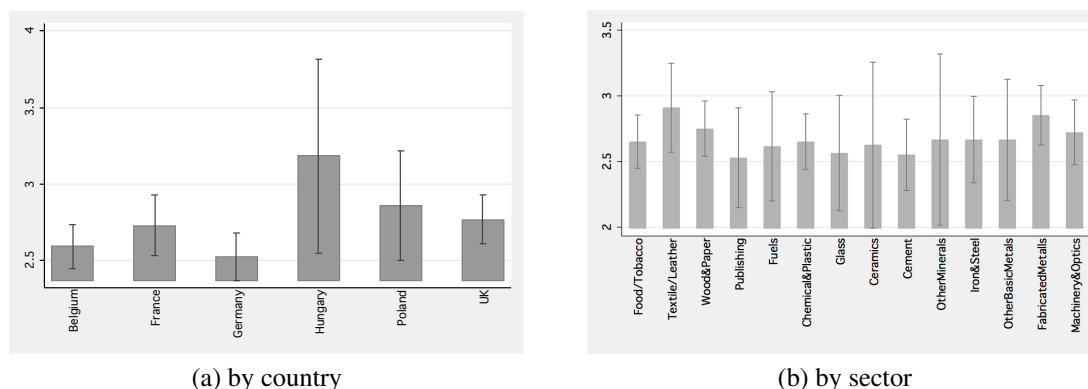 4
3.5
3
2.5
Belgium
France
Germany
Hungary
Poland
UK
(a) by country
3.5
3
2.5
2
Food/Tobacco
Textile/Leather
Wood&Paper
Publishing
Fuels
Chemical&Plastic
Glass
Ceramics
Cement
OtherMinerals
Iron&Steel
OtherBasicMetals
FabricatedMetalls
Machinery&Optics
(b) by sector